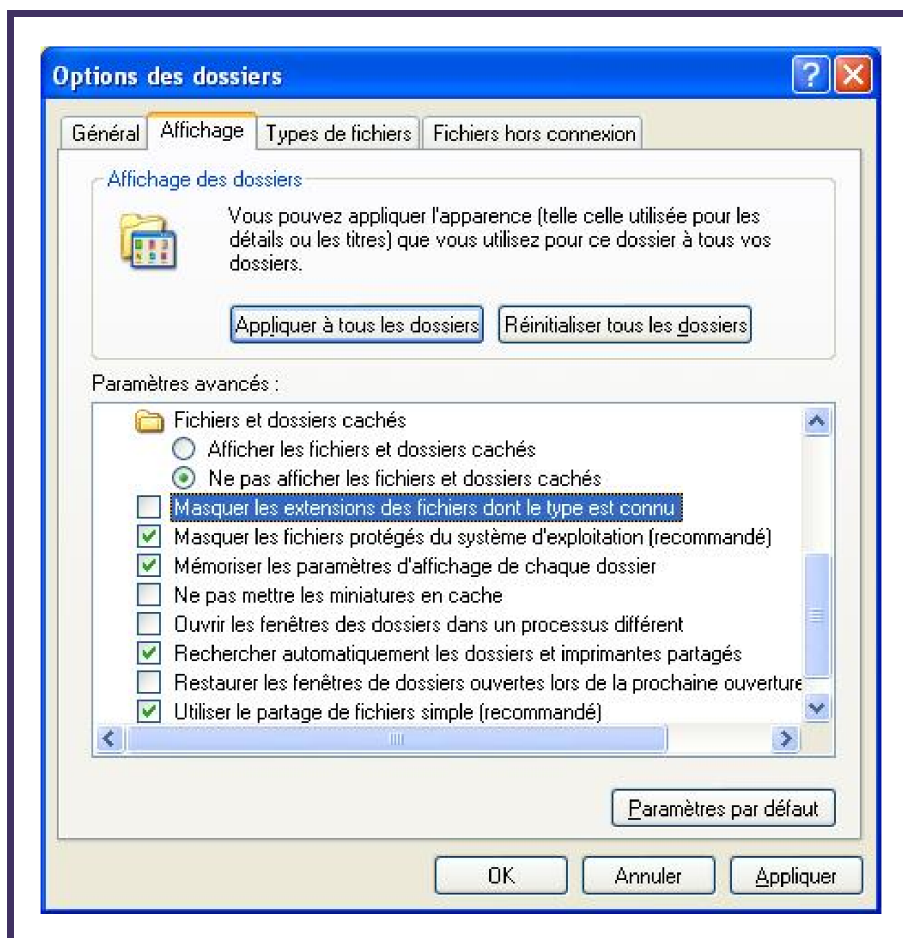 Options des dossiers
Général Affichage Types de fichiers Fichiers hors connexion
Affichage des dossiers
Vous pouvez appliquer l'apparence (telle celle utilisée pour les
détails ou les titres) que vous utilisez pour ce dossier à tous vos
dossiers.
Appliquer à tous les dossiers Réinitialiser tous les dossiers
Paramètres avancés :
Fichiers et dossiers cachés
Afficher les fichiers et dossiers cachés
Ne pas afficher les fichiers et dossiers cachés
Masquer les extensions des fichiers dont le type est connu
Masquer les fichiers protégés du système d'exploitation (recommandé)
Mémoriser les paramètres d'affichage de chaque dossier
Ne pas mettre les miniatures en cache
Ouvrir les fenêtres des dossiers dans un processus différent
Rechercher automatiquement les dossiers et imprimantes partagés
Restaurer les fenêtres de dossiers ouvertes lors de la prochaine ouverture
Utiliser le partage de fichiers simple (recommandé)
Paramètres par défaut
OK Annuler Appliquer